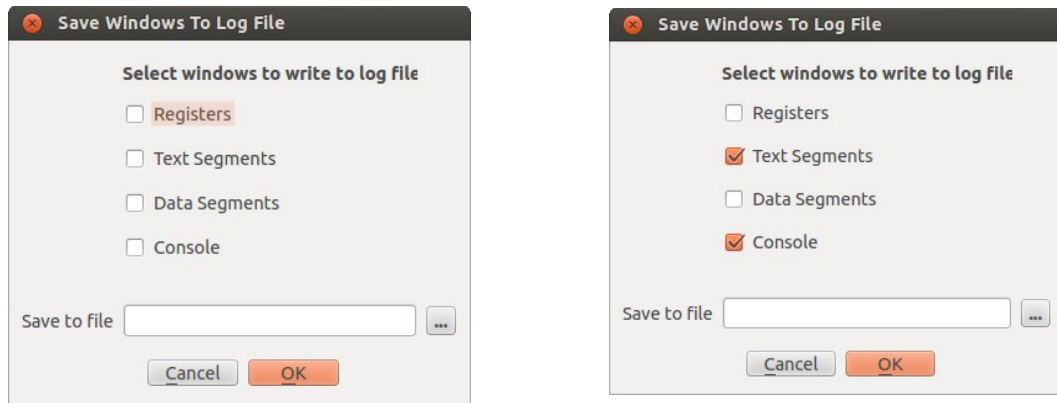 Save Windows To Log File
Select windows to write to log file
Registers
Text Segments
Data Segments
Console
Save to file
...
Cancel
OK
Save Windows To Log File
Select windows to write to log file
Registers
Text Segments
Data Segments
Console
Save to file
...
Cancel
OK